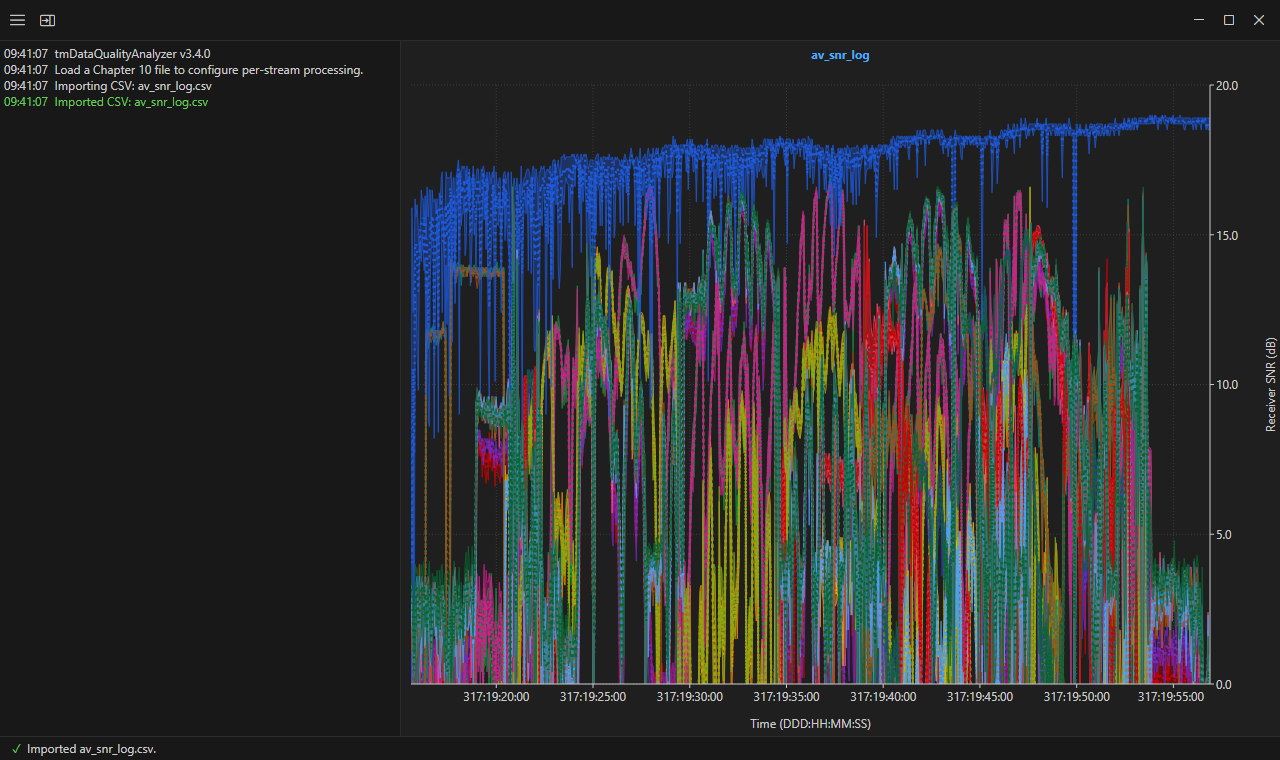 09:41:07 tmDataQualityAnalyzer v3.4.0
09:41:07 Load a Chapter 10 file to configure per-stream processing.
09:41:07 Importing CSV: av_snr_log.csv
09:41:07 Imported CSV: av_snr_log.csv
av_snr_log
20.0
15.0
10.0
5.0
0.0
Receiver SNR (dB)
317:19:20:00 317:19:25:00 317:19:30:00 317:19:35:00 317:19:40:00 317:19:45:00 317:19:50:00 317:19:55:00
Time (DDD:HH:MM:SS)
✓ Imported av_snr_log.csv.